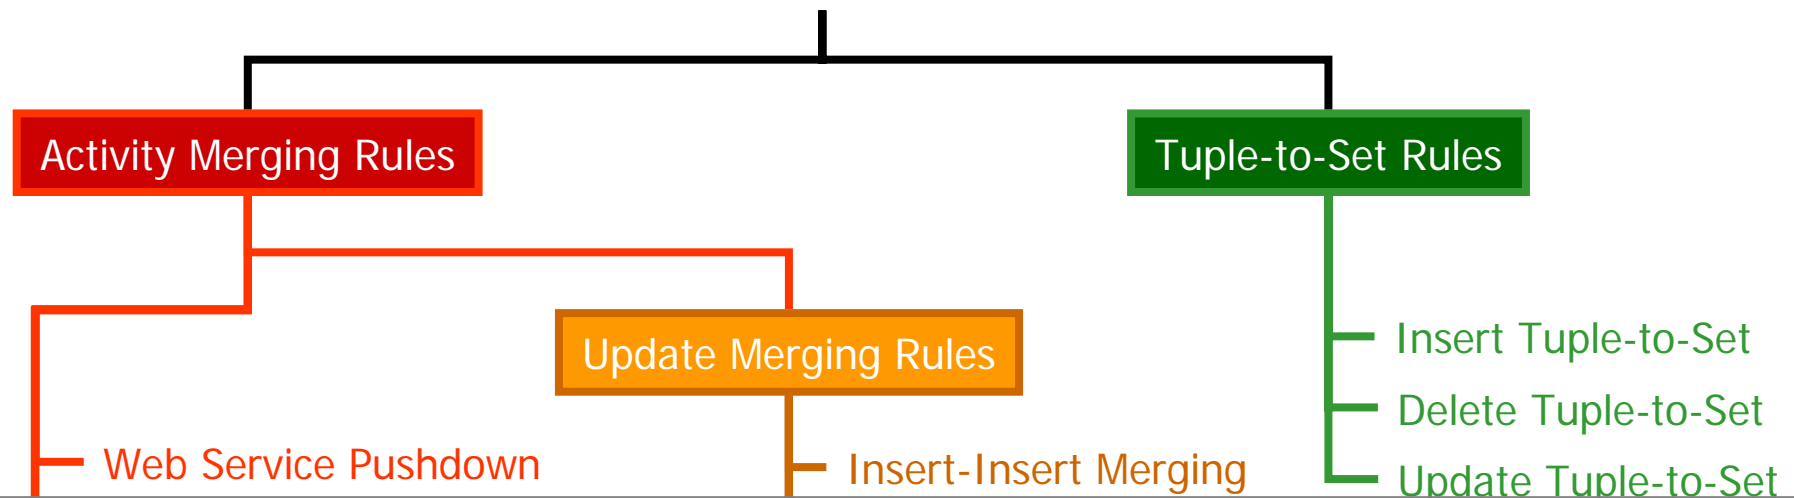 Activity Merging Rules
Tuple-to-Set Rules
Update Merging Rules
Insert Tuple-to-Set
Delete Tuple-to-Set
Web Service Pushdown
Insert-Insert Merging
Update Tuple-to-Set